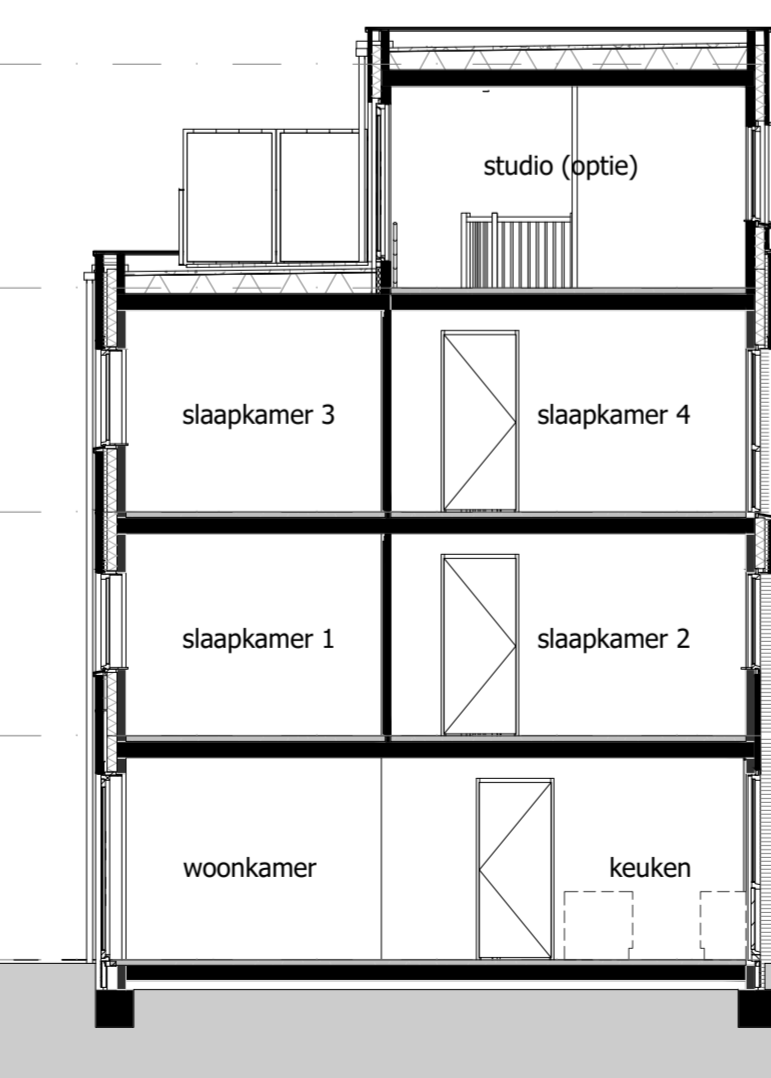 studio (optie)
slaapkamer 3
slaapkamer 4
slaapkamer 1
slaapkamer 2
woonkamer
keuken